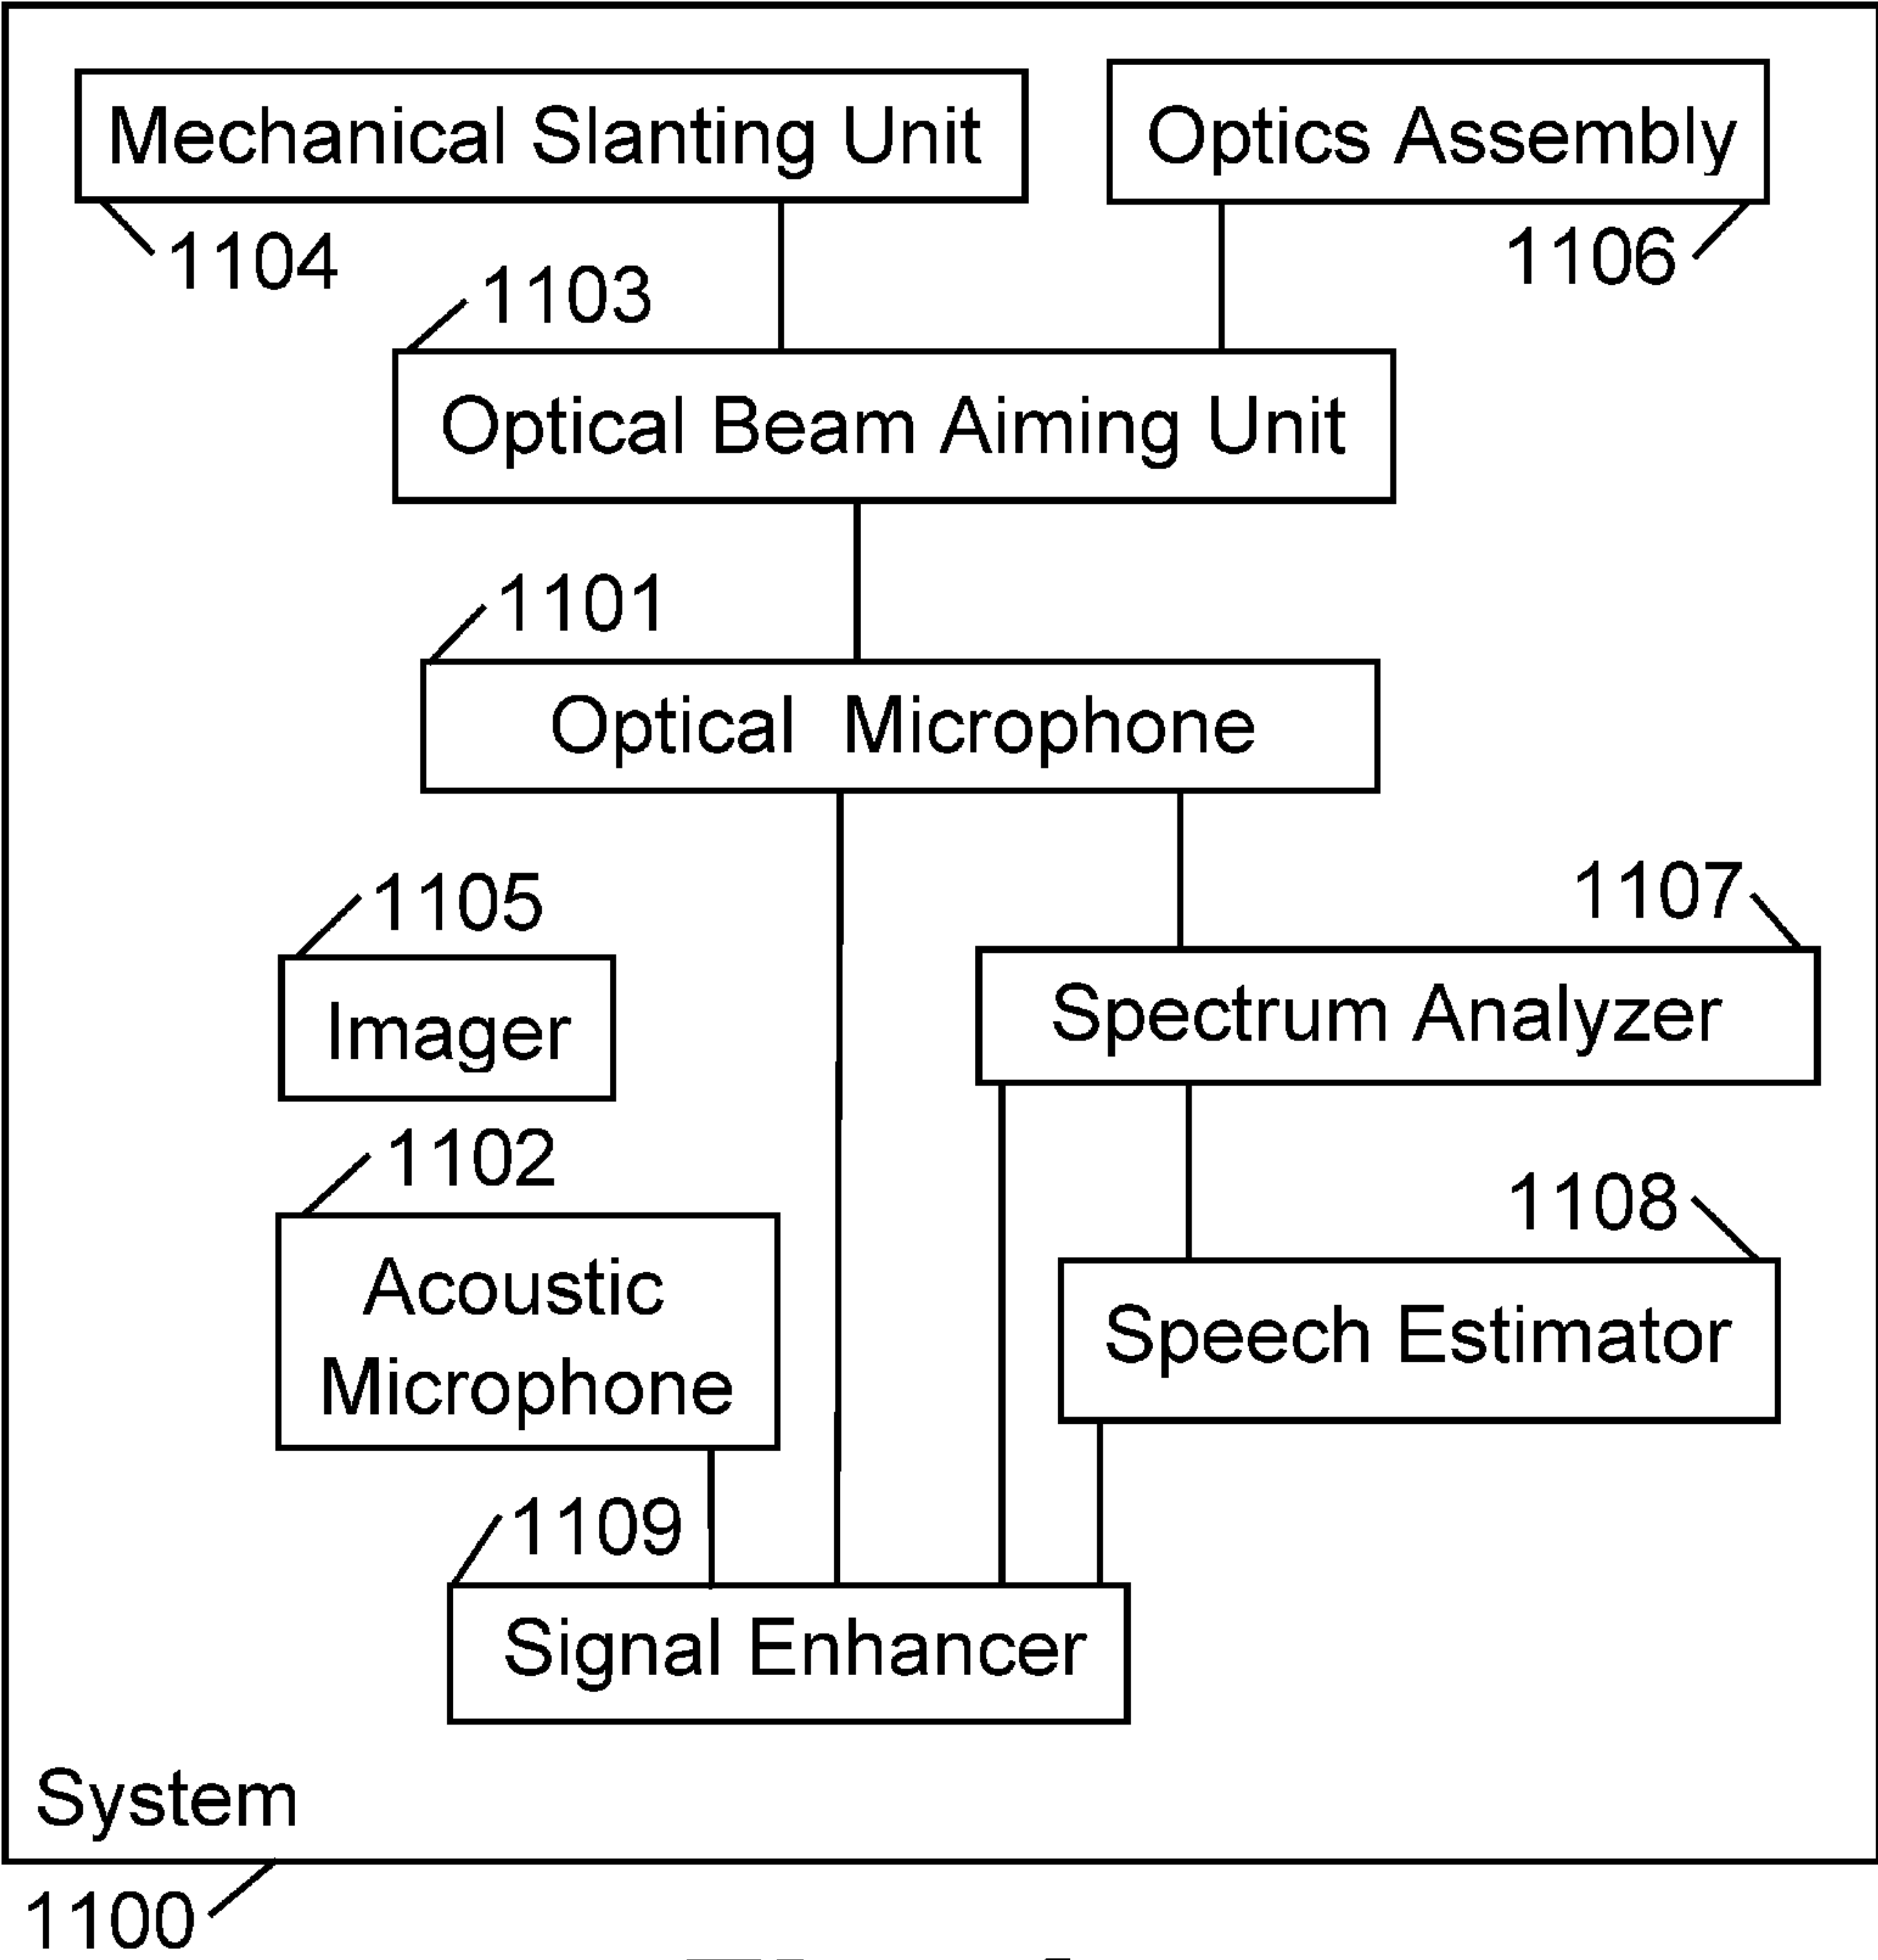 Mechanical Slanting Unit
Optics Assembly
1104
1106
1103
Optical Beam Aiming Unit
1101
Optical Microphone
1105
1107
Imager
Spectrum Analyzer
1102
1108
Acoustic
Microphone
Speech Estimator
1109
Signal Enhancer
System
1100